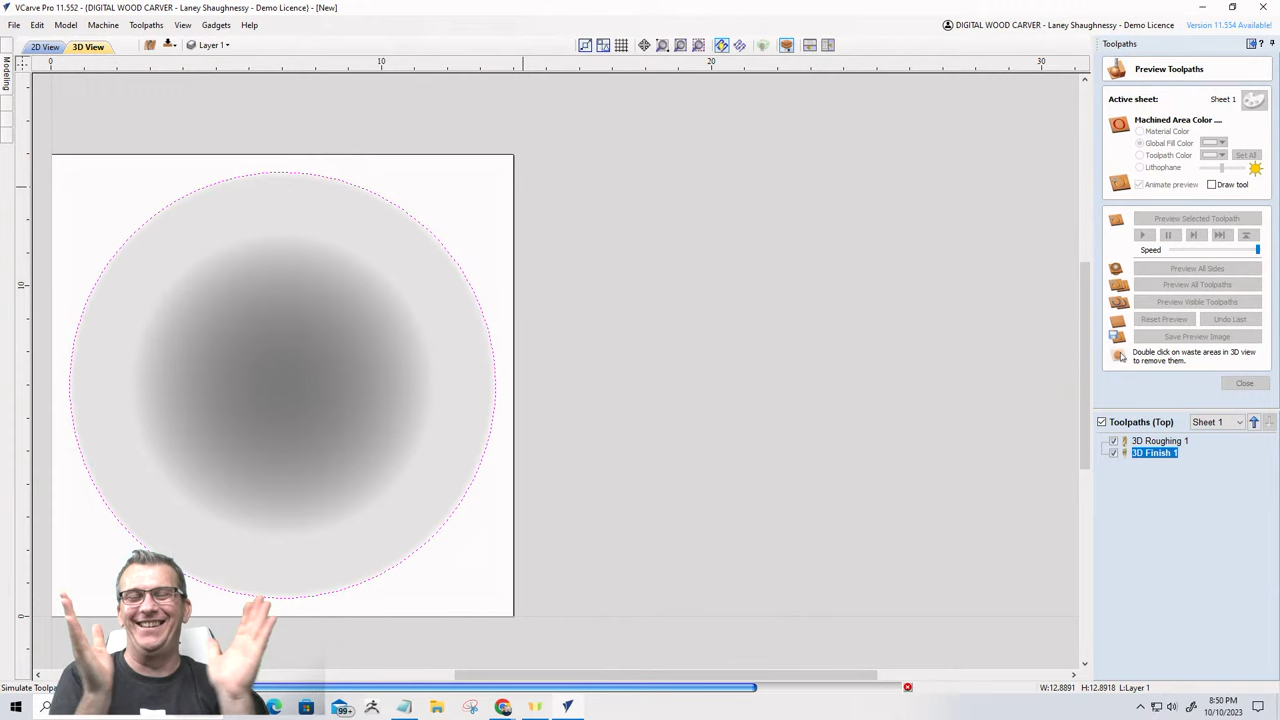 VCarve Pro 11.552 - {DIGITAL WOOD CARVER - Laney Shaughnessy - Demo Licence} - [New]
File Edit Model Machine Toolpaths View Gadgets Help
DIGITAL WOOD CARVER - Laney Shaughnessy - Demo Licence Version 11.554 Available!
2D View 3D View Layer 1
Toolpaths
0 10 20 30
Modeling
Preview Toolpaths
Active sheet: Sheet 1
Machined Area Color ....
Material Color
Global Fill Color
Toolpath Color Set All
Lithophane
Animate preview Draw tool
Preview Selected Toolpath
Speed
Preview All Sides
Preview All Toolpaths
Preview Visible Toolpaths
Reset Preview Undo Last
Save Preview Image
Double click on waste areas in 3D view
to remove them.
Close
Toolpaths (Top) Sheet 1
3D Roughing 1
3D Finish 1
0
Simulate Toolpa
W:12.8891 H:12.8918 L:Layer 1
99+
8:50 PM
10/10/2023